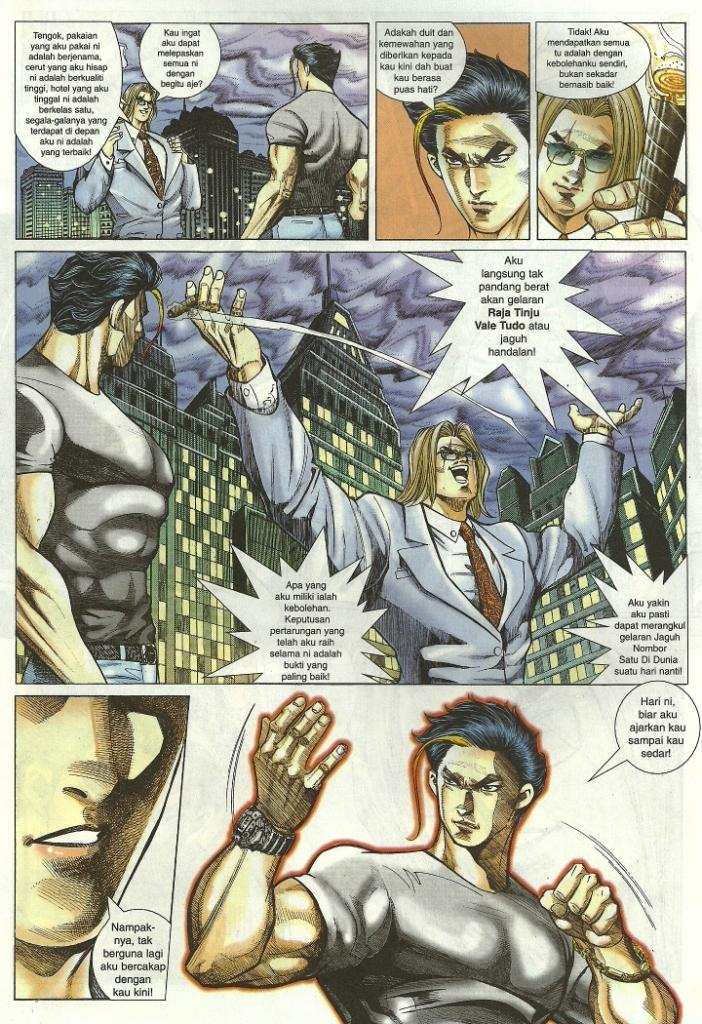 Tengok, pakaian
yang aku pakai ni
adalah berjenama,
cerut yang aku hisap
ni adalah berkualiti
tinggi, hotel yang aku
tinggal ni adalah
berkelas satu,
segala-galanya yang
terdapat di depan
aku ni adalah
yang terbaik!
Kau ingat
aku dapat
melepaskan
semua ni
dengan
begitu aje?
Adakah duit dan
kemewahan yang
diberikan kepada
kau kini dah buat
kau berasa
puas hati?
Tidak! Aku
mendapatkan semua
tu adalah dengan
kebolehanku sendiri,
bukan sekadar
bernasib baik!
Aku
langsung tak
pandang berat
akan gelaran
Raja Tinju
Vale Tudo atau
jaguh
handalan!
Apa yang
aku miliki ialah
kebolehan.
Keputusan
pertarungan yang
telah aku raih
selama ni adalah
bukti yang
paling baik!
Aku yakin
aku pasti
dapat merangkul
gelaran Jaguh
Nombor
Satu Di Dunia
suatu hari nanti!
Nampak-
nya, tak
berguna lagi
aku bercakap
dengan
kau kini!
Hari ni,
biar aku
ajarkan kau
sampai kau
sedar!